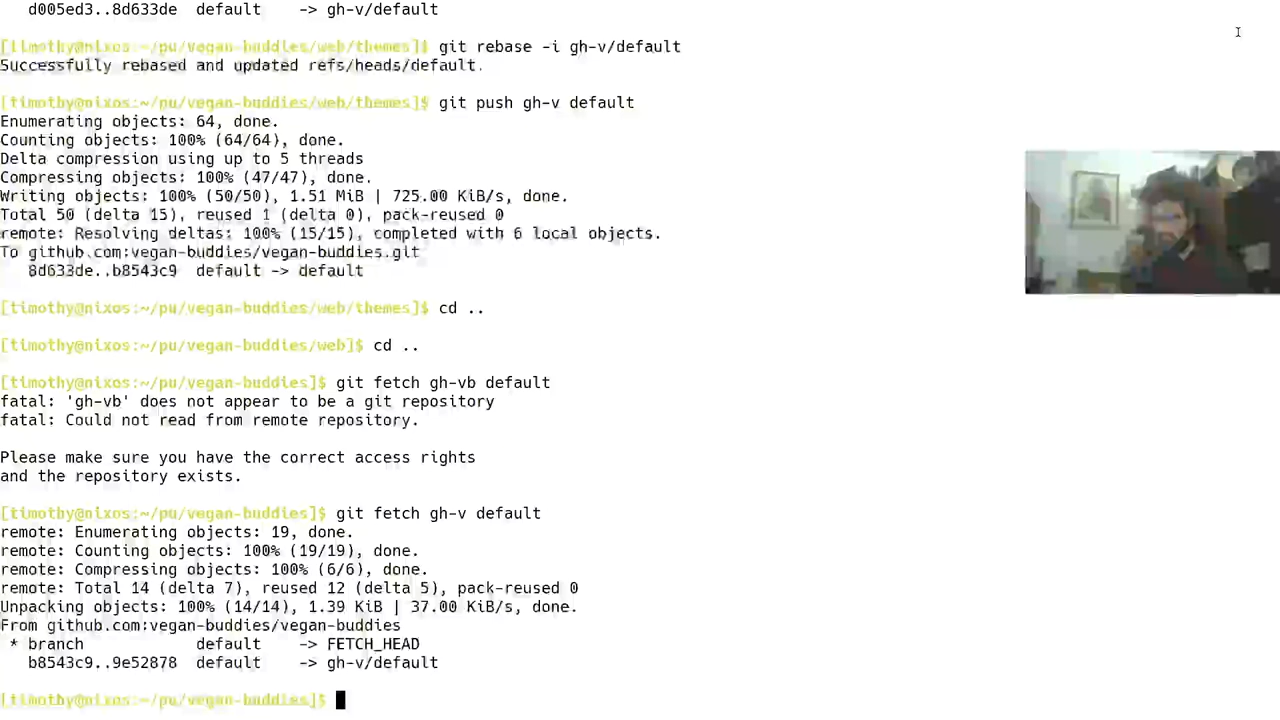 d005ed3..8d633de  default    -> gh-v/default
[timothy@nixos:~/pu/vegan-buddies/web/themes]$ git rebase -i gh-v/default
Successfully rebased and updated refs/heads/default.
[timothy@nixos:~/pu/vegan-buddies/web/themes]$ git push gh-v default
Enumerating objects: 64, done.
Counting objects: 100% (64/64), done.
Delta compression using up to 5 threads
Compressing objects: 100% (47/47), done.
Writing objects: 100% (50/50), 1.51 MiB | 725.00 KiB/s, done.
Total 50 (delta 15), reused 1 (delta 0), pack-reused 0
remote: Resolving deltas: 100% (15/15), completed with 6 local objects.
To github.com:vegan-buddies/vegan-buddies.git
8d633de..b8543c9  default -> default
[timothy@nixos:~/pu/vegan-buddies/web/themes]$ cd ..
[timothy@nixos:~/pu/vegan-buddies/web]$ cd ..
[timothy@nixos:~/pu/vegan-buddies]$ git fetch gh-vb default
fatal: 'gh-vb' does not appear to be a git repository
fatal: Could not read from remote repository.
Please make sure you have the correct access rights
and the repository exists.
[timothy@nixos:~/pu/vegan-buddies]$ git fetch gh-v default
remote: Enumerating objects: 19, done.
remote: Counting objects: 100% (19/19), done.
remote: Compressing objects: 100% (6/6), done.
remote: Total 14 (delta 7), reused 12 (delta 5), pack-reused 0
Unpacking objects: 100% (14/14), 1.39 KiB | 37.00 KiB/s, done.
From github.com:vegan-buddies/vegan-buddies
* branch            default    -> FETCH_HEAD
b8543c9..9e52878  default    -> gh-v/default
[timothy@nixos:~/pu/vegan-buddies]$